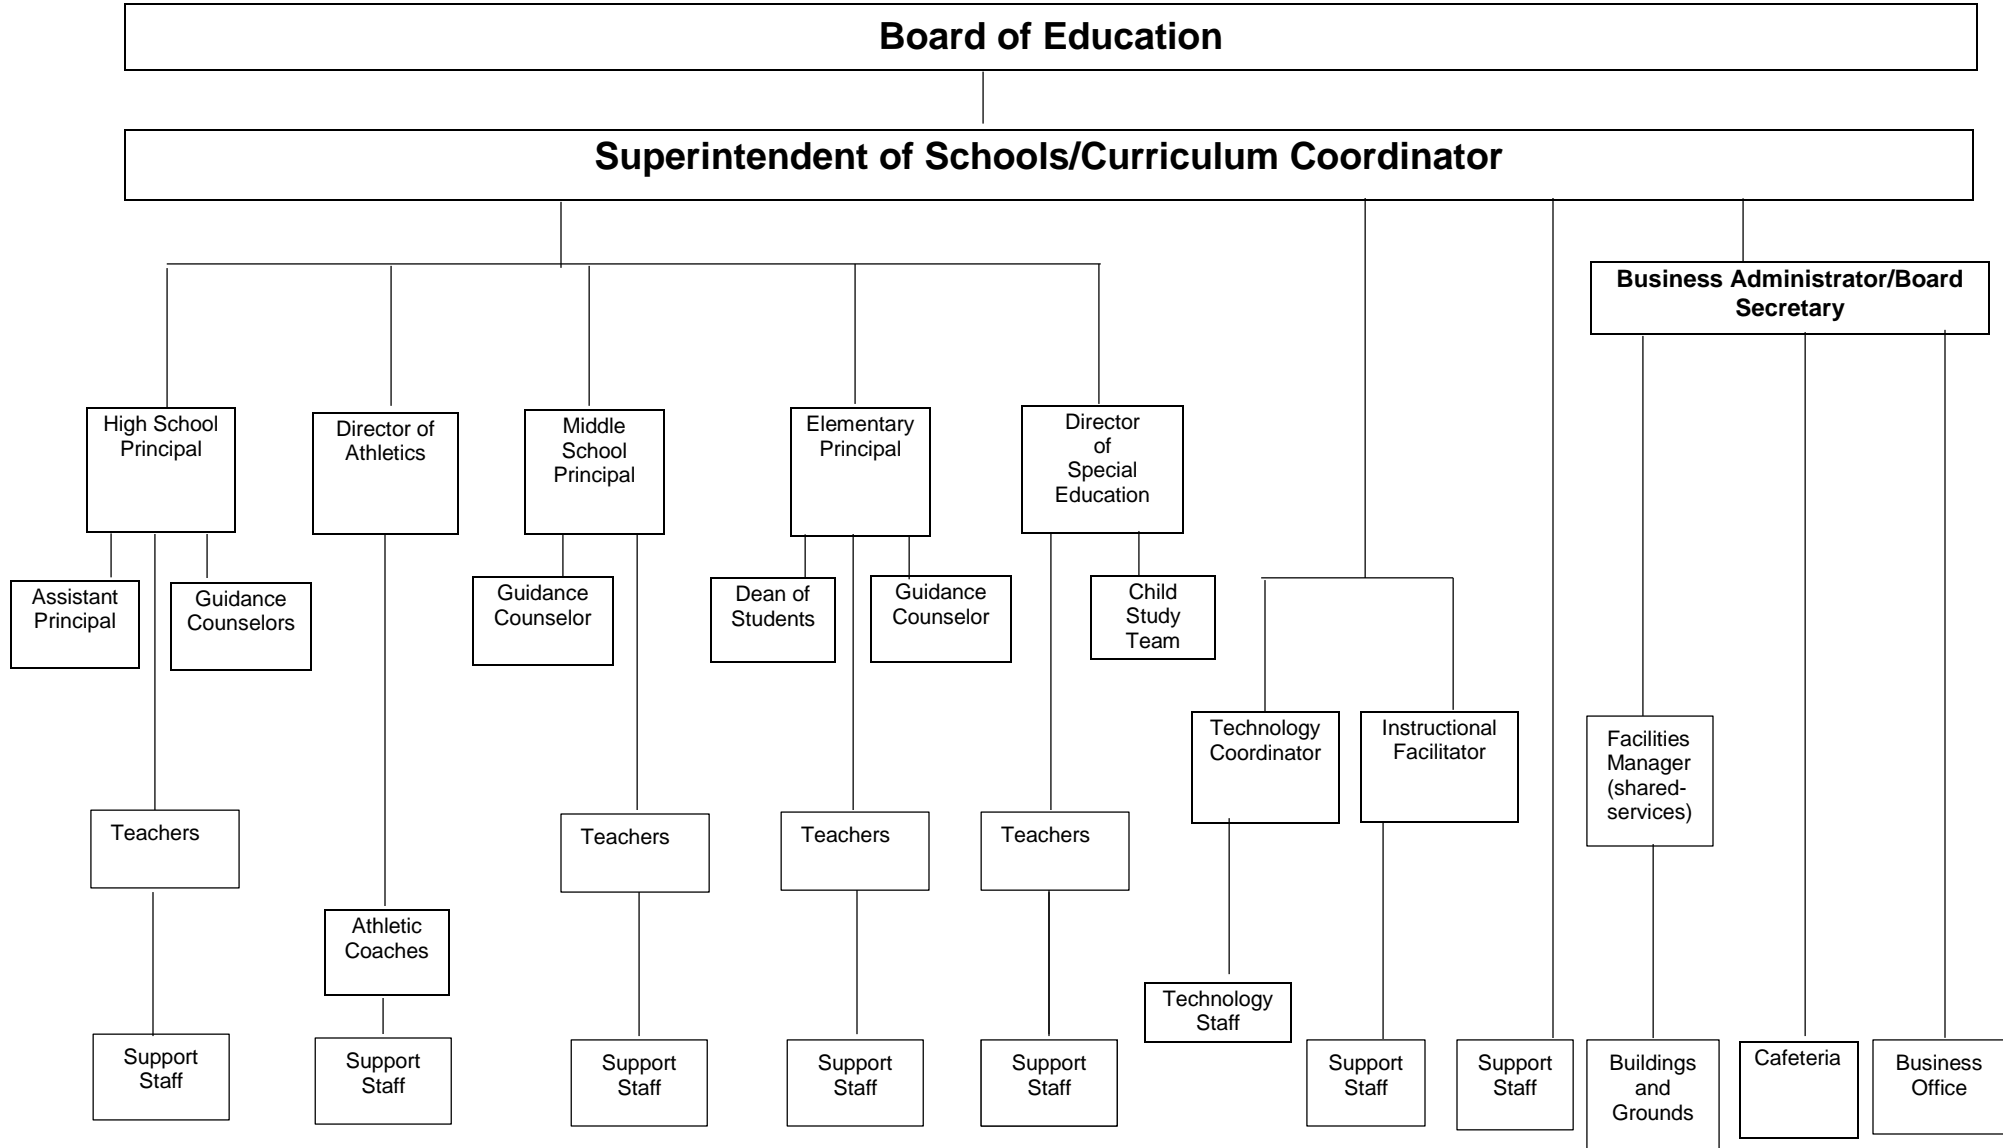 Board of Education
Superintendent of Schools/Curriculum Coordinator
Business Administrator/Board
Secretary
High School
Principal
Director of
Athletics
Middle
School
Principal
Elementary
Principal
Director
of
Special
Education
Assistant
Principal
Guidance
Counselors
Guidance
Counselor
Dean of
Students
Guidance
Counselor
Child
Study
Team
Technology
Coordinator
Instructional
Facilitator
Facilities
Manager
(shared-
services)
Teachers
Teachers
Teachers
Teachers
Athletic
Coaches
Technology
Staff
Support
Staff
Support
Staff
Support
Staff
Support
Staff
Support
Staff
Support
Staff
Support
Staff
Buildings
and
Grounds
Cafeteria
Business
Office